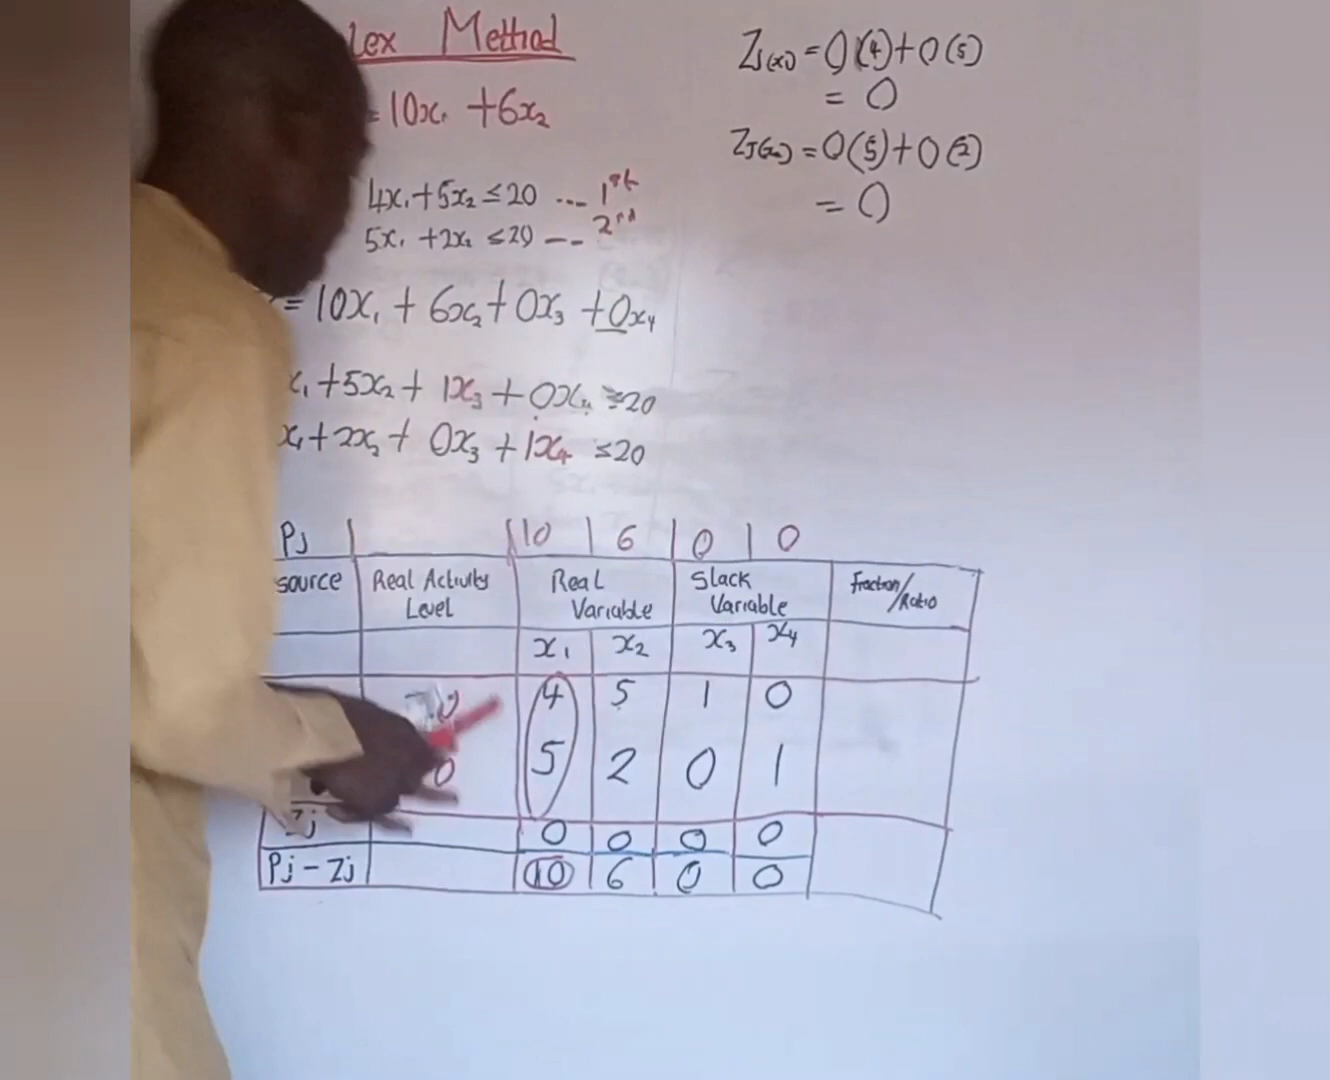 lex Method
= 10x₁ + 6x₂
4x₁ + 5x₂ ≤ 20 --- 1st
5x₁ + 2x₂ ≤ 20 --- 2nd
= 10x₁ + 6x₂ + 0x₃ + 0x₄
x₁ + 5x₂ + 1x₃ + 0x₄ ≤ 20
x₁ + 2x₂ + 0x₃ + 1x₄ ≤ 20
Zj(x₁) = 0(4) + 0(5)
= 0
Zj(x₂) = 0(5) + 0(2)
= 0
Pj 10 6 0 0
source Real Activity Level Real Variable Slack Variable Fraction/Ratio
x₁ x₂ x₃ x₄
4 5 1 0
5 2 0 1
Zj 0 0 0 0
Pj - Zj 10 6 0 0